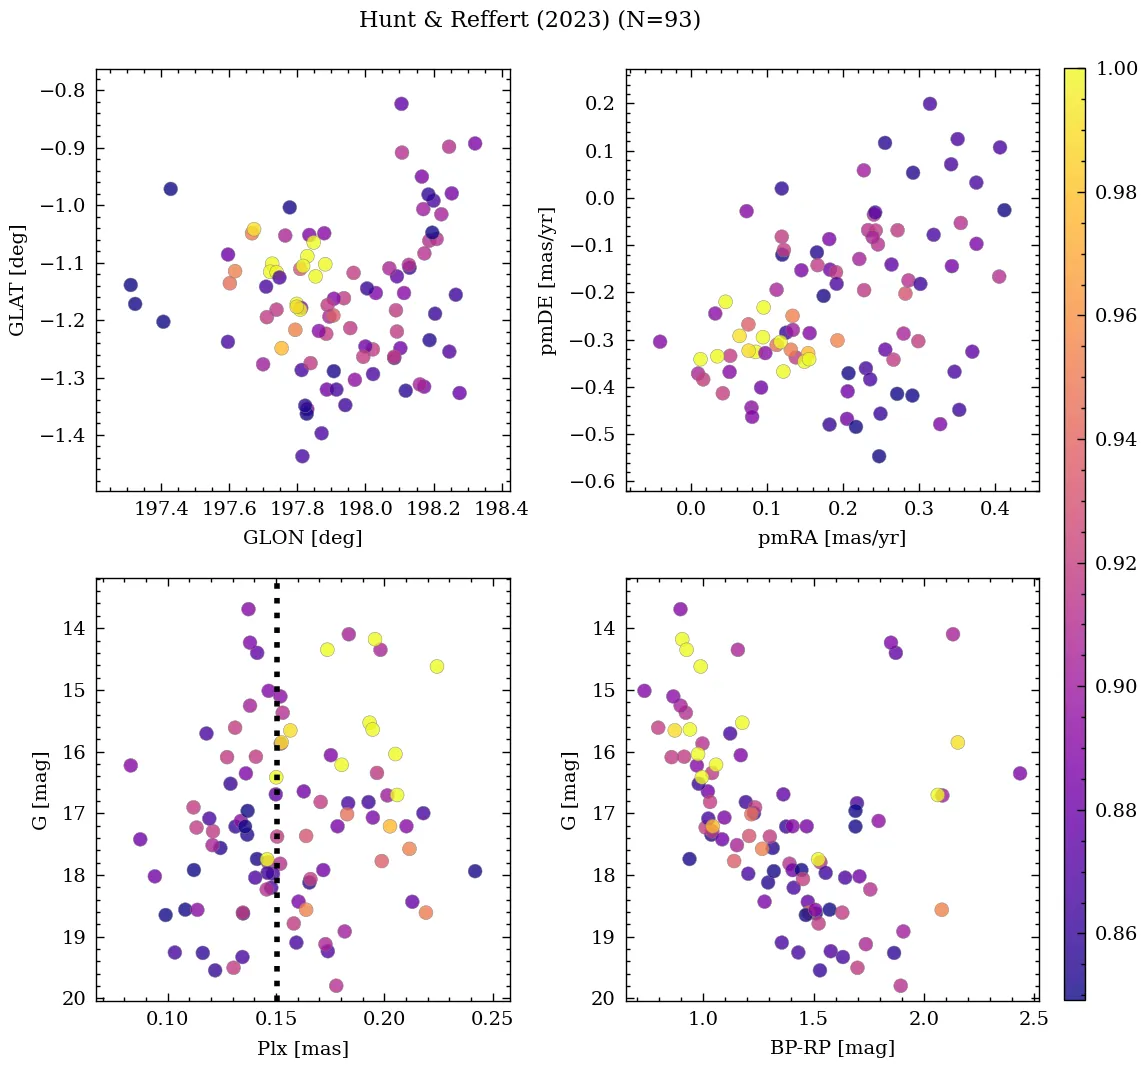 Hunt & Reffert (2023) (N=93)
−0.8
−0.9
−1.0
−1.1
−1.2
−1.3
−1.4
GLAT [deg]
197.4 197.6 197.8 198.0 198.2 198.4
GLON [deg]
0.2
0.1
0.0
−0.1
−0.2
−0.3
−0.4
−0.5
−0.6
pmDE [mas/yr]
0.0 0.1 0.2 0.3 0.4
pmRA [mas/yr]
14
15
16
17
18
19
20
G [mag]
0.10 0.15 0.20 0.25
Plx [mas]
14
15
16
17
18
19
20
G [mag]
1.0 1.5 2.0 2.5
BP-RP [mag]
1.00
0.98
0.96
0.94
0.92
0.90
0.88
0.86